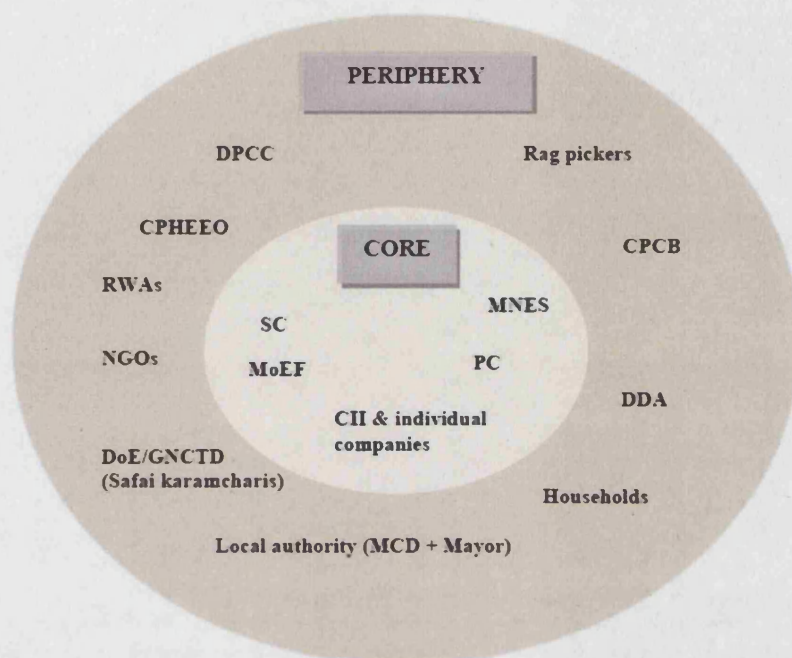 PERIPHERY
DPCC
Rag pickers
CPHEEO
CORE
CPCB
RWAs
MNES
SC
NGOs
MoEF
PC
DDA
CII & individual
companies
DoE/GNCTD
(Safai karamcharis)
Households
Local authority (MCD + Mayor)